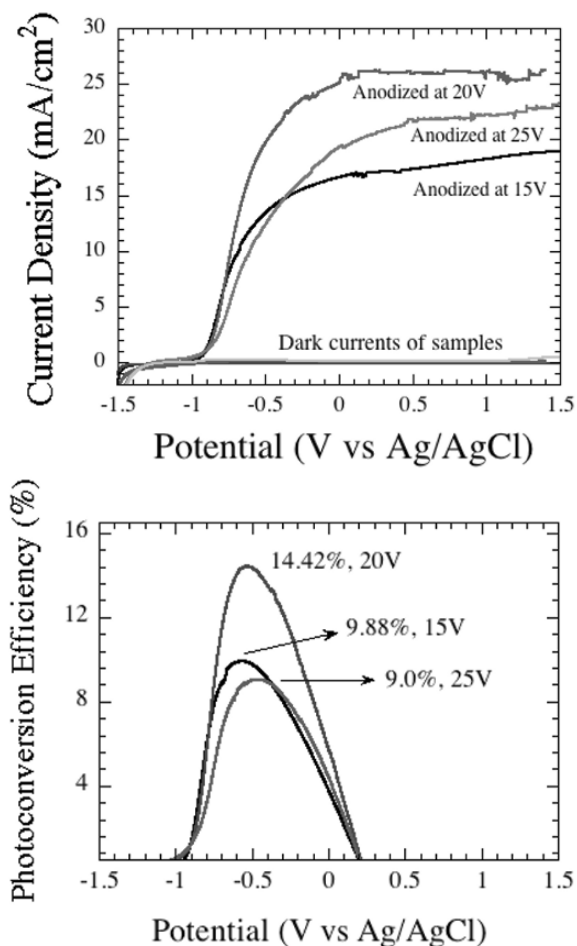 Current Density (mA/cm²)
30
25
20
15
10
5
0
Anodized at 20V
Anodized at 25V
Anodized at 15V
Dark currents of samples
-1.5 -1 -0.5 0 0.5 1 1.5
Potential (V vs Ag/AgCl)
Photoconversion Efficiency (%)
16
12
8
4
14.42%, 20V
9.88%, 15V
9.0%, 25V
-1.5 -1 -0.5 0 0.5 1 1.5
Potential (V vs Ag/AgCl)